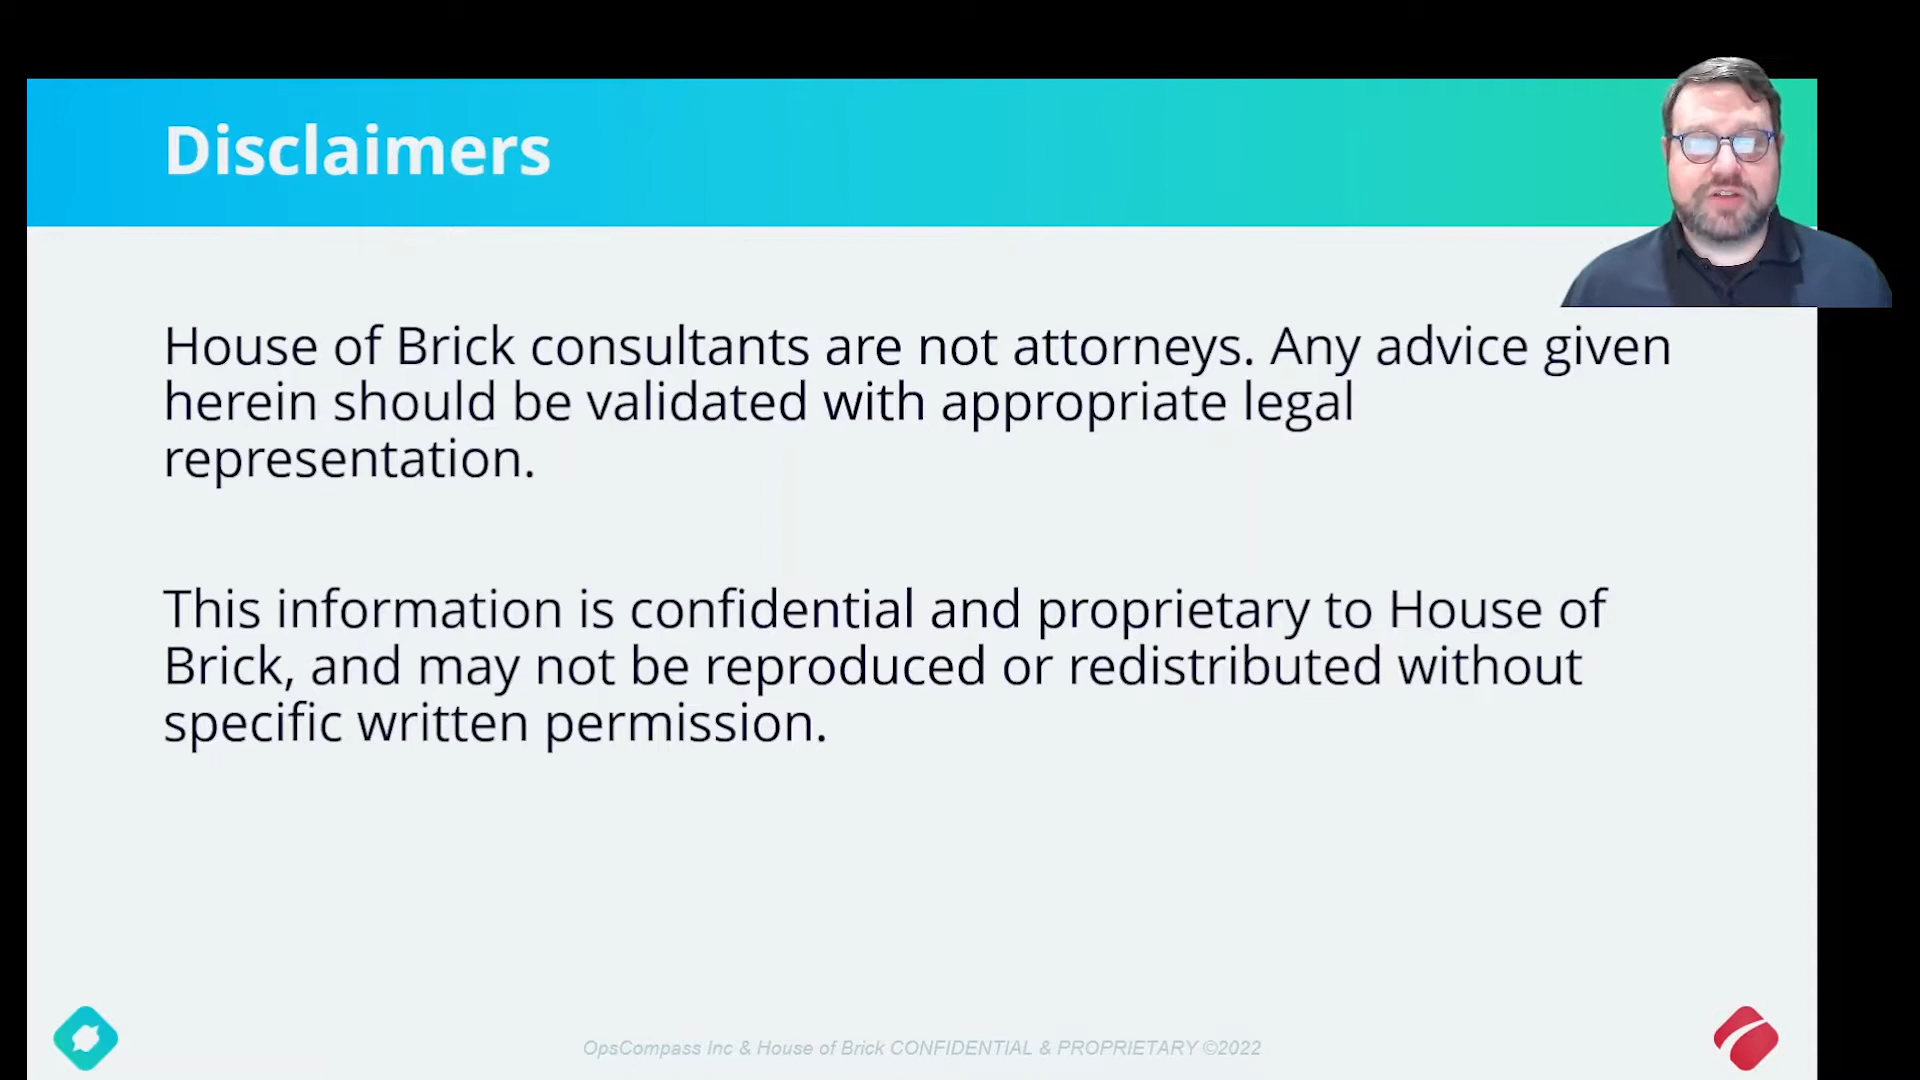 Disclaimers
House of Brick consultants are not attorneys. Any advice given
herein should be validated with appropriate legal
representation.
This information is confidential and proprietary to House of
Brick, and may not be reproduced or redistributed without
specific written permission.
OpsCompass Inc & House of Brick CONFIDENTIAL & PROPRIETARY ©2022